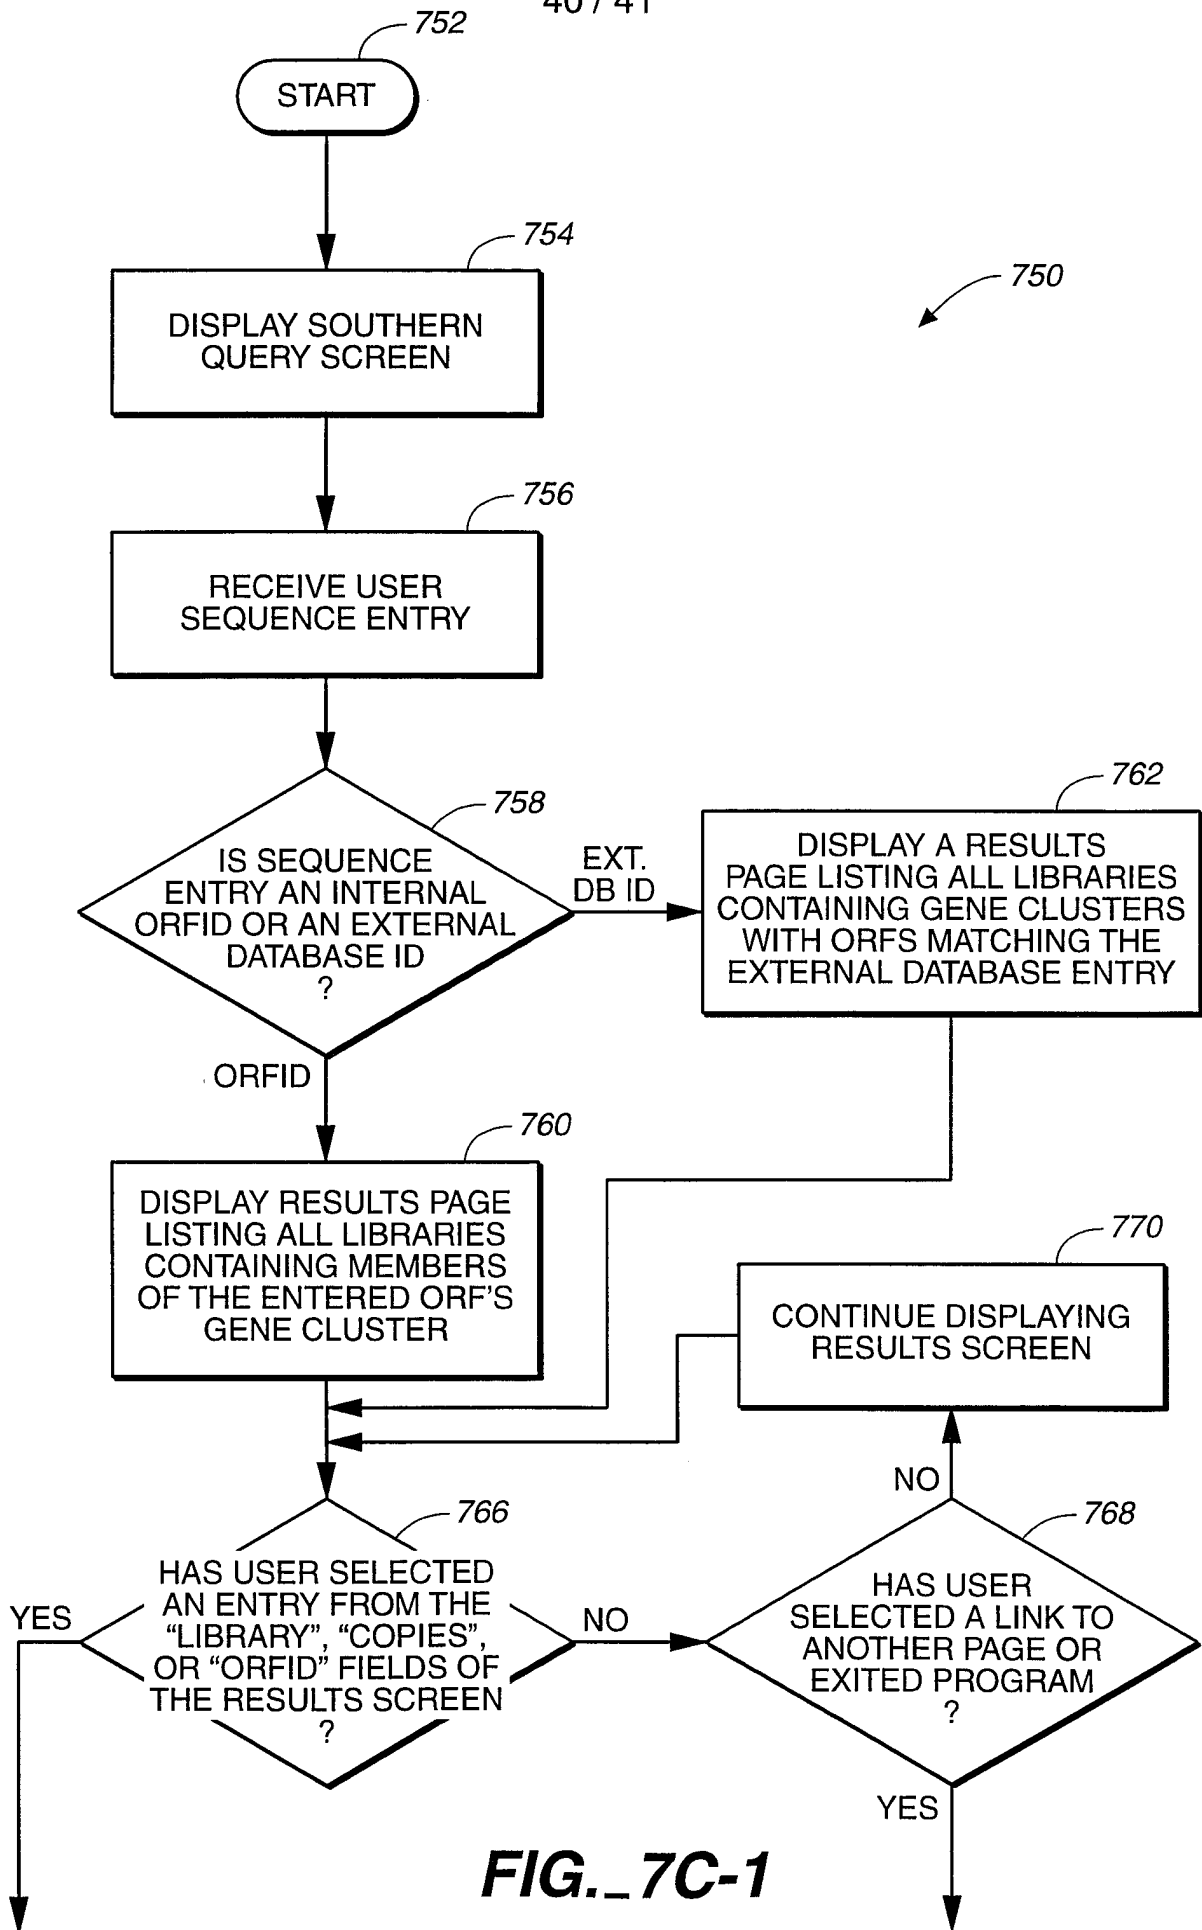 40 / 41
752
START
754
750
DISPLAY SOUTHERN
QUERY SCREEN
756
RECEIVE USER
SEQUENCE ENTRY
758
IS SEQUENCE
ENTRY AN INTERNAL
ORFID OR AN EXTERNAL
DATABASE ID
?
EXT.
DB ID
762
DISPLAY A RESULTS
PAGE LISTING ALL LIBRARIES
CONTAINING GENE CLUSTERS
WITH ORFS MATCHING THE
EXTERNAL DATABASE ENTRY
ORFID
760
DISPLAY RESULTS PAGE
LISTING ALL LIBRARIES
CONTAINING MEMBERS
OF THE ENTERED ORF'S
GENE CLUSTER
770
CONTINUE DISPLAYING
RESULTS SCREEN
NO
766
HAS USER SELECTED
AN ENTRY FROM THE
“LIBRARY”, “COPIES”,
OR “ORFID” FIELDS OF
THE RESULTS SCREEN
?
YES
NO
768
HAS USER
SELECTED A LINK TO
ANOTHER PAGE OR
EXITED PROGRAM
?
YES
FIG._7C-1